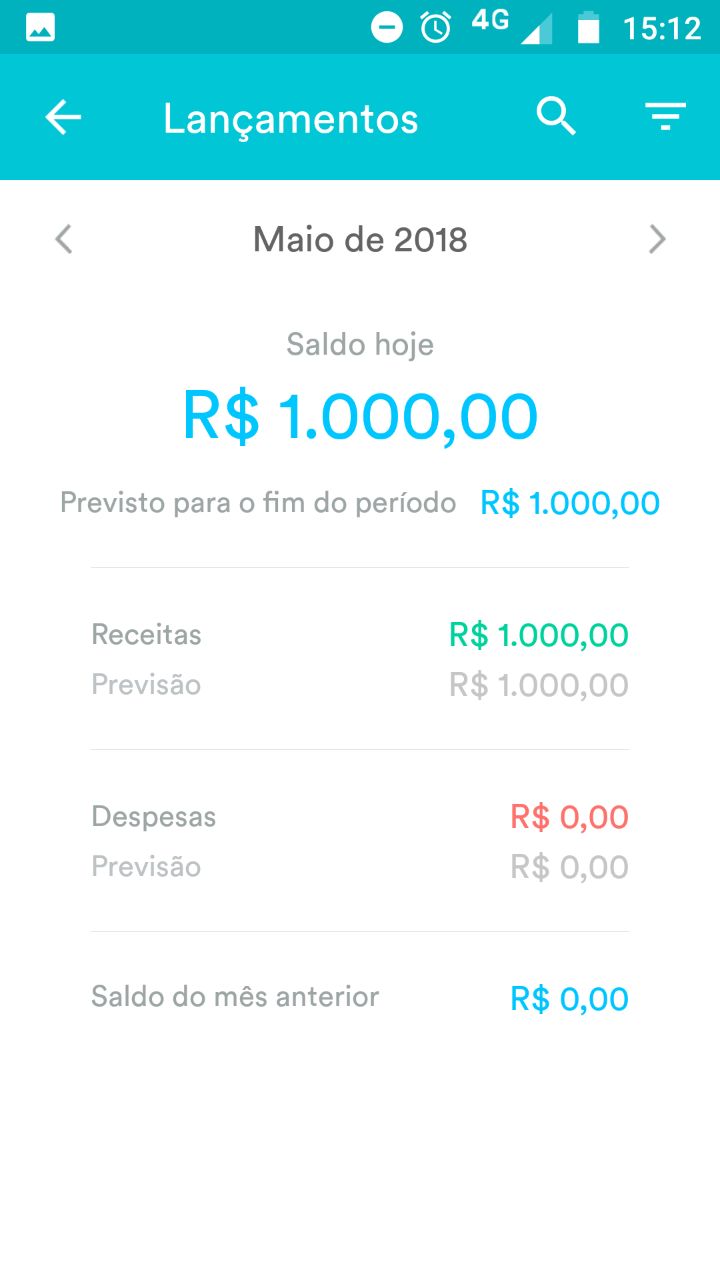 4G 15:12
Lançamentos
Maio de 2018
Saldo hoje
R$ 1.000,00
Previsto para o fim do período R$ 1.000,00
Receitas R$ 1.000,00
Previsão R$ 1.000,00
Despesas R$ 0,00
Previsão R$ 0,00
Saldo do mês anterior R$ 0,00